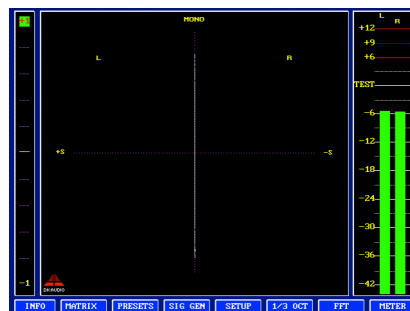 +1
MONO
L
R
+S
-S
-1
DK-AUDIO
L R
+12
+9
+6
TEST
-6
-12
-18
-24
-30
-36
-42
INFO
MATRIX
PRESETS
SIG GEN
SETUP
1/3 OCT
FFT
METER